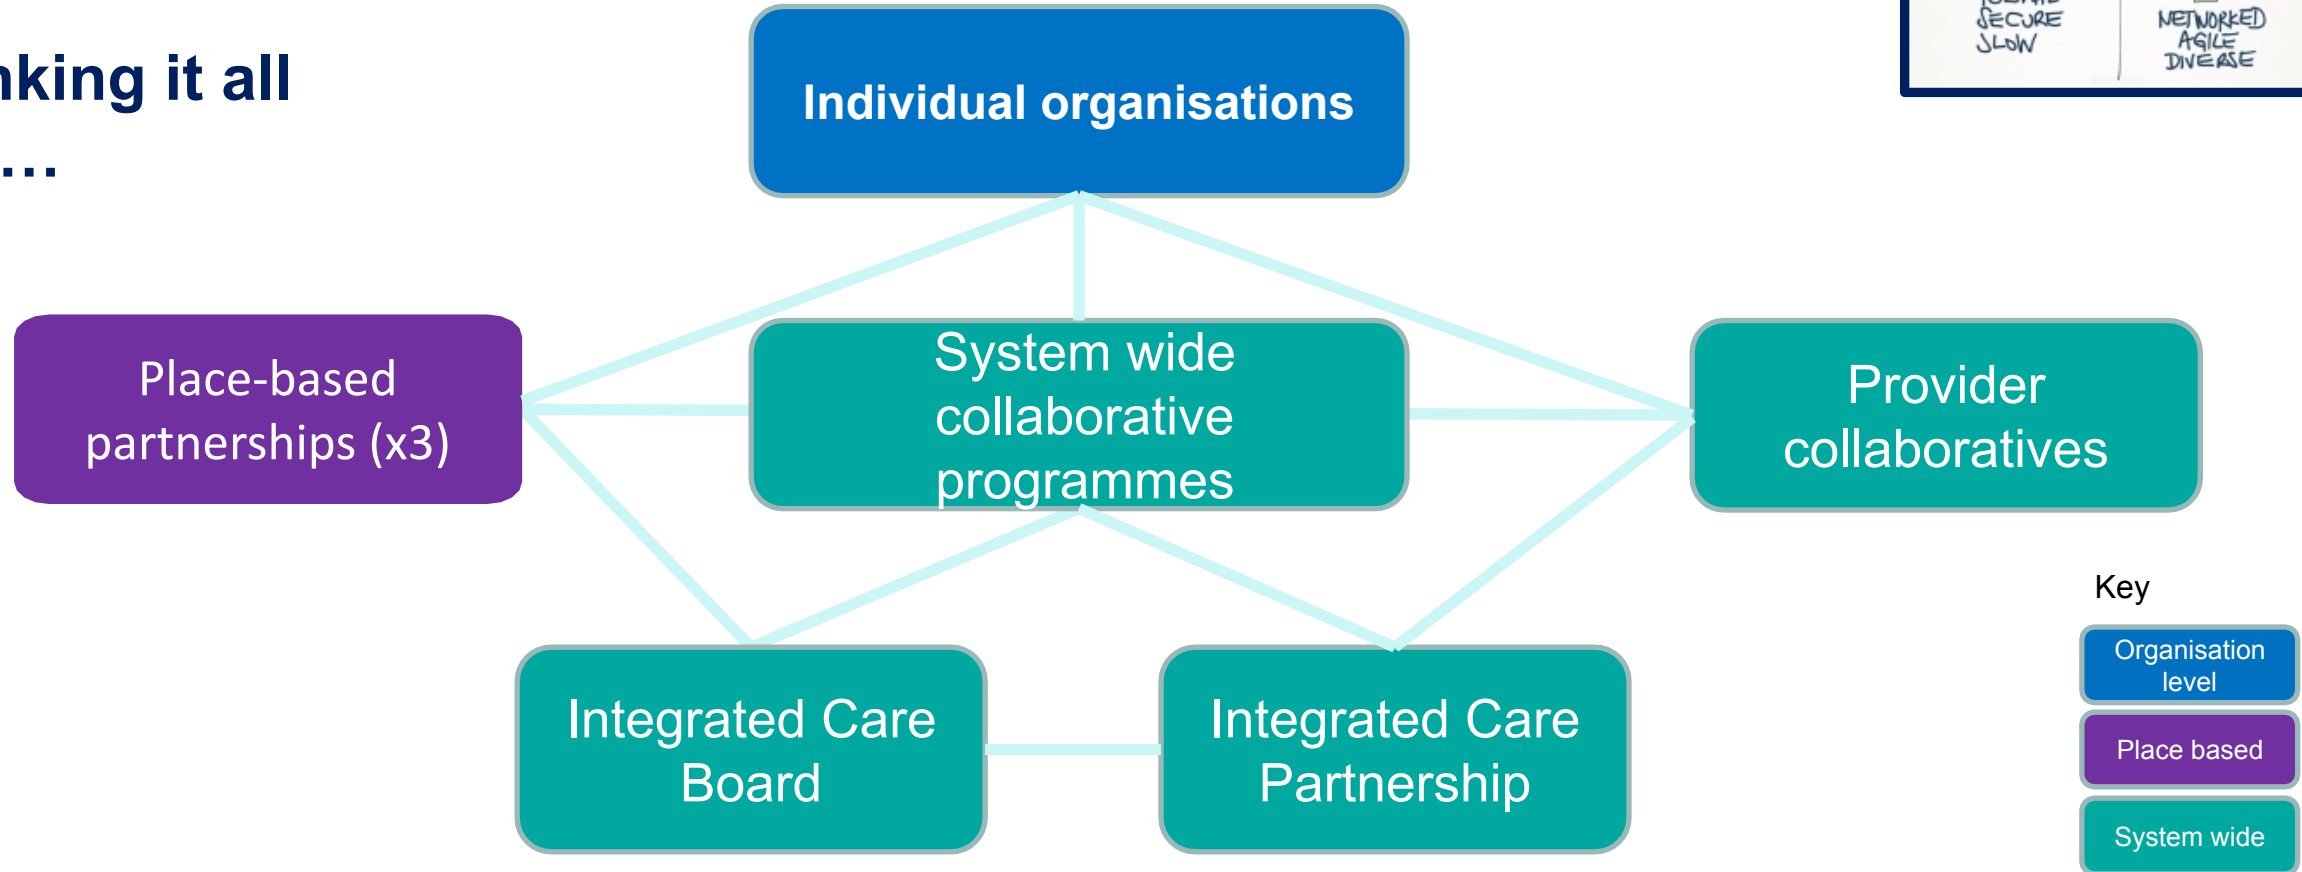 it all
....
SECURE
SLOW
NETWORKED
AGILE
DIVERSE
Individual organisations
Place-based
partnerships (x3)
System wide
collaborative
programmes
Provider
collaboratives
Integrated Care
Board
Integrated Care
Partnership
Key
Organisation
level
Place based
System wide